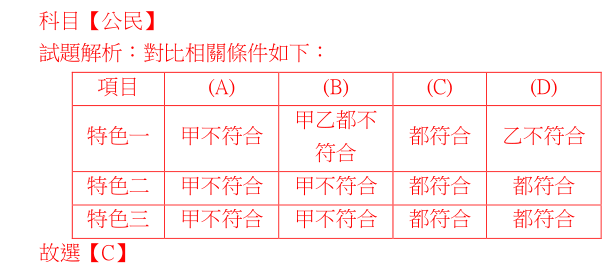 科目【公民】
試題解析：對比相關條件如下：
項目 (A) (B) (C) (D)
特色一 甲不符合 甲乙都不符合 都符合 乙不符合
特色二 甲不符合 甲不符合 都符合 都符合
特色三 甲不符合 甲不符合 都符合 都符合
故選【C】